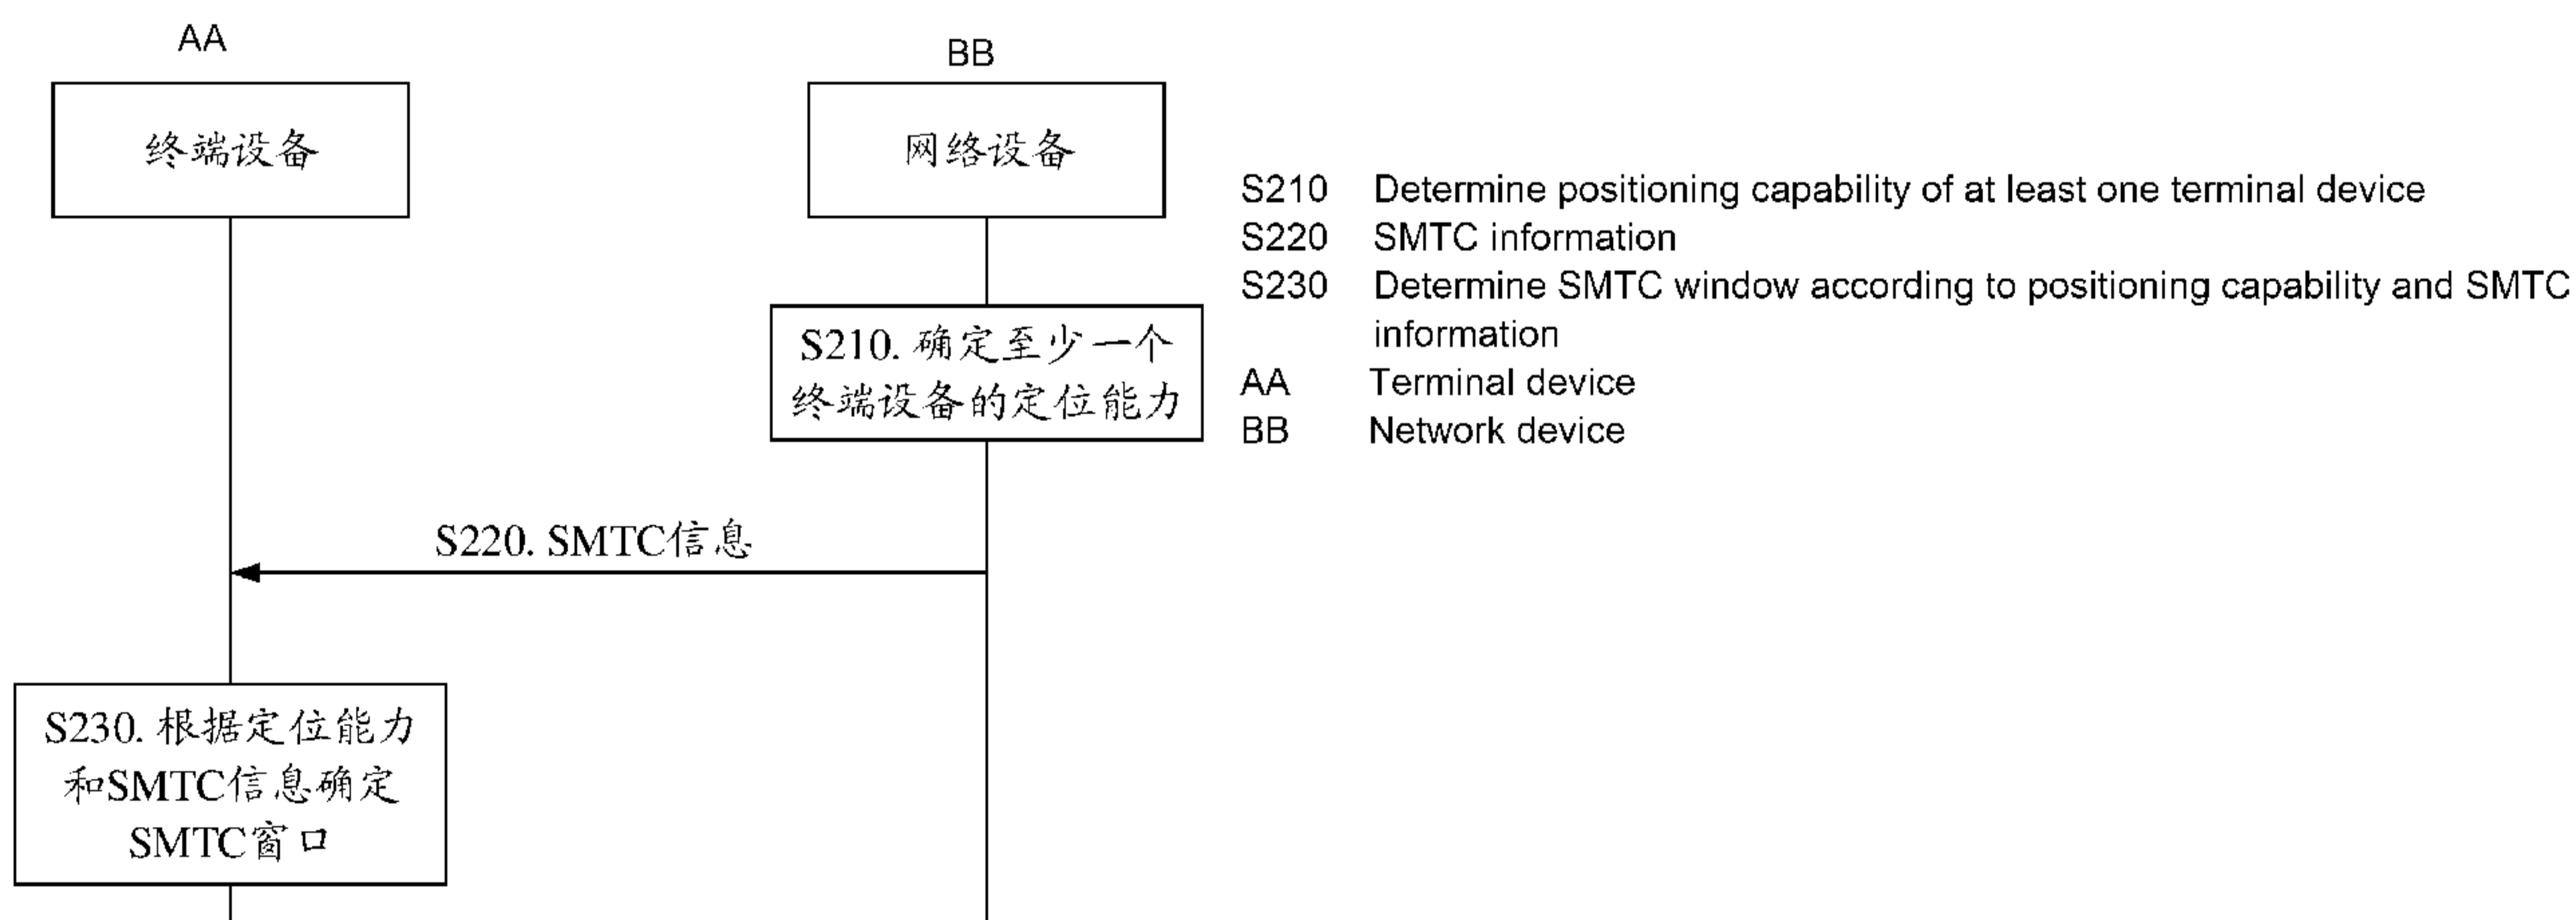 AA
BB
终端设备
网络设备
S210. 确定至少一个
终端设备的定位能力
S220. SMTC信息
S230. 根据定位能力
和SMTC信息确定
SMTC窗口
S210 Determine positioning capability of at least one terminal device
S220 SMTC information
S230 Determine SMTC window according to positioning capability and SMTC
information
AA Terminal device
BB Network device